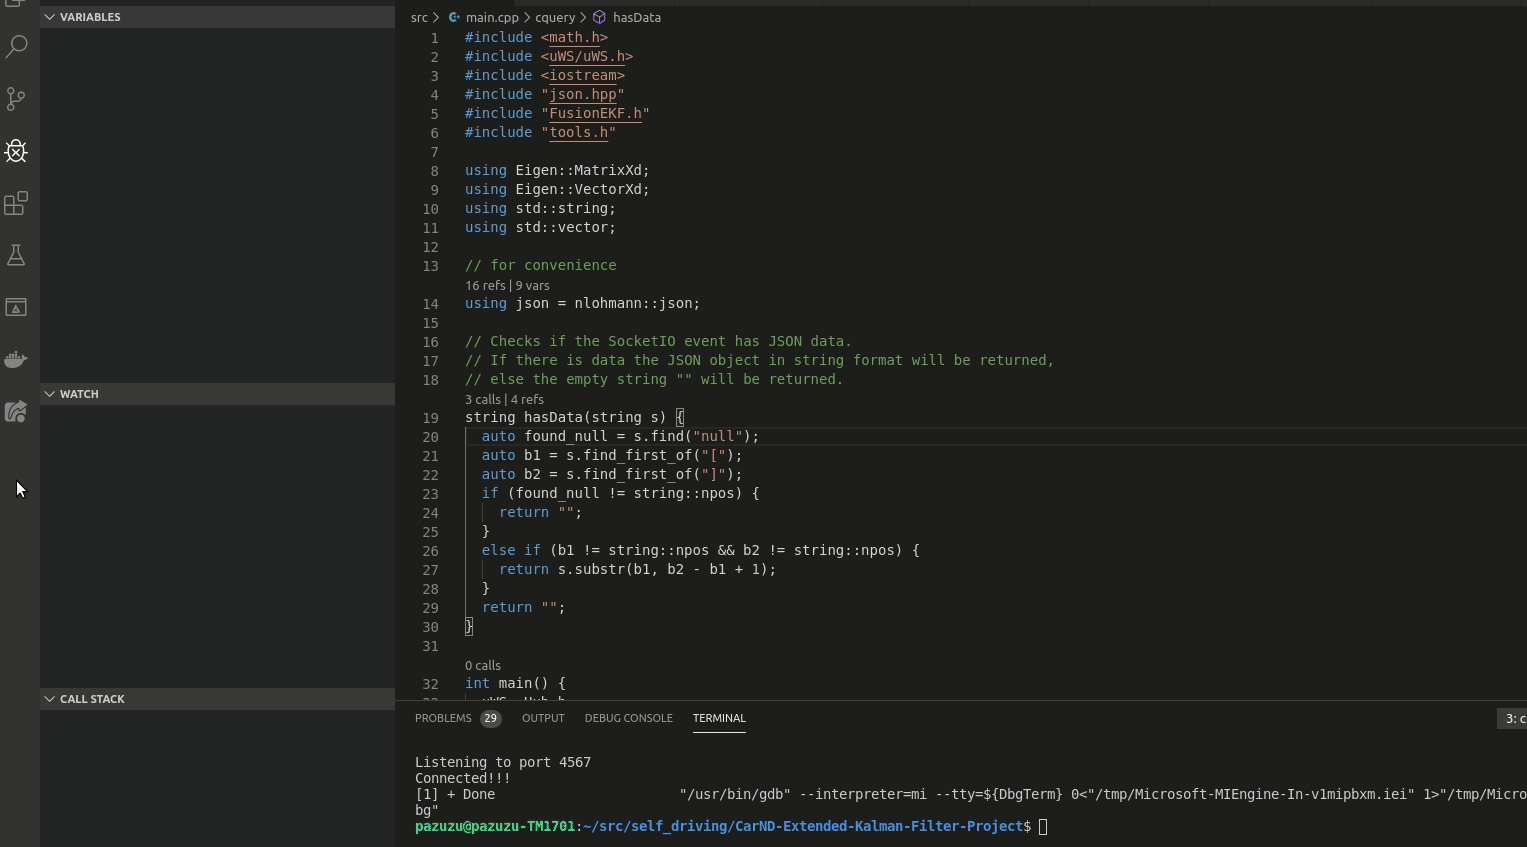 VARIABLES
WATCH
CALL STACK
src > main.cpp > cquery > hasData
1 #include <math.h>
2 #include <uWS/uWS.h>
3 #include <iostream>
4 #include "json.hpp"
5 #include "FusionEKF.h"
6 #include "tools.h"
7
8 using Eigen::MatrixXd;
9 using Eigen::VectorXd;
10 using std::string;
11 using std::vector;
12
13 // for convenience
16 refs | 9 vars
14 using json = nlohmann::json;
15
16 // Checks if the SocketIO event has JSON data.
17 // If there is data the JSON object in string format will be returned,
18 // else the empty string "" will be returned.
3 calls | 4 refs
19 string hasData(string s) {
20 auto found_null = s.find("null");
21 auto b1 = s.find_first_of("[");
22 auto b2 = s.find_first_of("]");
23 if (found_null != string::npos) {
24 return "";
25 }
26 else if (b1 != string::npos && b2 != string::npos) {
27 return s.substr(b1, b2 - b1 + 1);
28 }
29 return "";
30 }
31
0 calls
32 int main() {
PROBLEMS 29 OUTPUT DEBUG CONSOLE TERMINAL 3: c
Listening to port 4567
Connected!!!
[1] + Done "/usr/bin/gdb" --interpreter=mi --tty=${DbgTerm} 0<"/tmp/Microsoft-MIEngine-In-v1mipbxm.iei" 1>"/tmp/Micro
bg"
pazuzu@pazuzu-TM1701:~/src/self_driving/CarND-Extended-Kalman-Filter-Project$